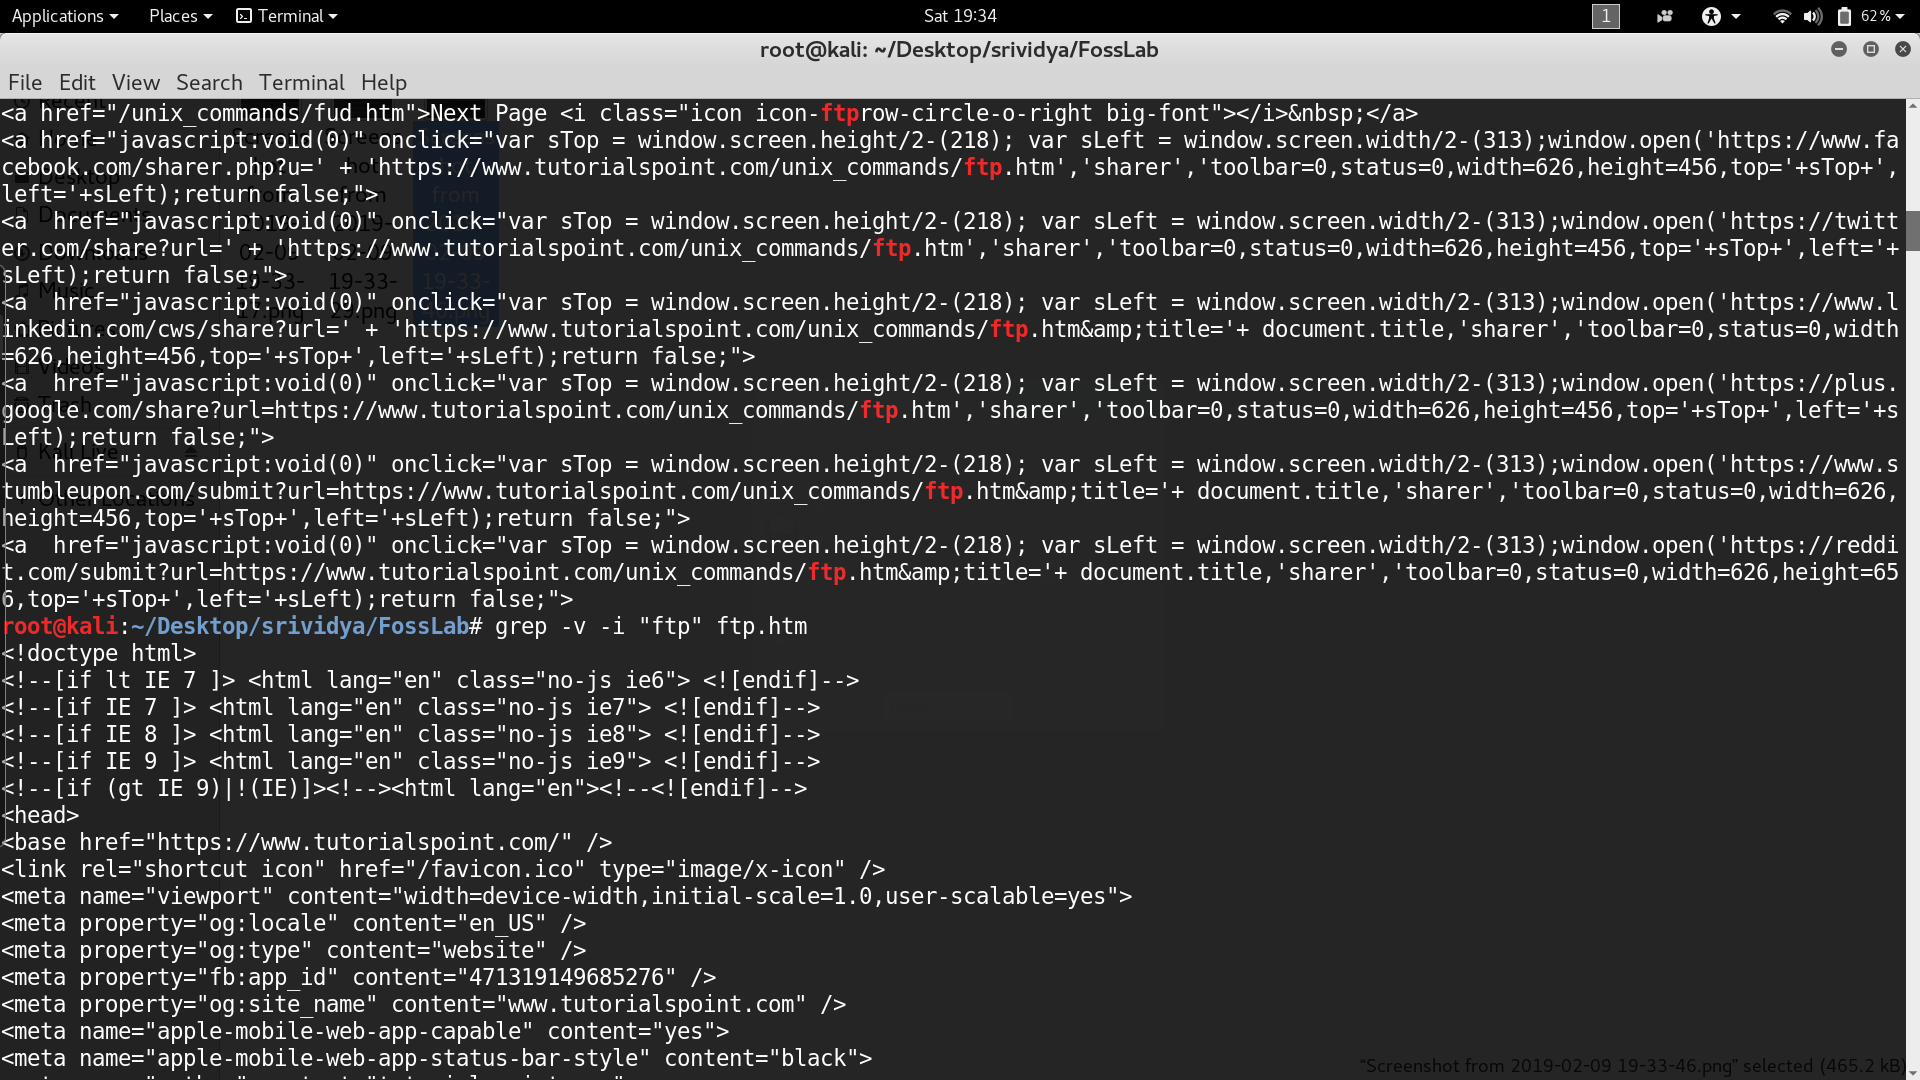 Applications Places Terminal Sat 19:34 1 62%
root@kali: ~/Desktop/srividya/FossLab
File Edit View Search Terminal Help
<a href="/unix_commands/fud.htm">Next Page <i class="icon icon-ftprow-circle-o-right big-font"></i>&nbsp;</a>
<a href="javascript:void(0)" onclick="var sTop = window.screen.height/2-(218); var sLeft = window.screen.width/2-(313);window.open('https://www.fa
cebook.com/sharer.php?u=' + 'https://www.tutorialspoint.com/unix_commands/ftp.htm','sharer','toolbar=0,status=0,width=626,height=456,top='+sTop+',
left='+sLeft);return false;">
<a  href="javascript:void(0)" onclick="var sTop = window.screen.height/2-(218); var sLeft = window.screen.width/2-(313);window.open('https://twitt
er.com/share?url=' + 'https://www.tutorialspoint.com/unix_commands/ftp.htm','sharer','toolbar=0,status=0,width=626,height=456,top='+sTop+',left='+
sLeft);return false;">
<a  href="javascript:void(0)" onclick="var sTop = window.screen.height/2-(218); var sLeft = window.screen.width/2-(313);window.open('https://www.l
inkedin.com/cws/share?url=' + 'https://www.tutorialspoint.com/unix_commands/ftp.htm&amp;title='+ document.title,'sharer','toolbar=0,status=0,width
=626,height=456,top='+sTop+',left='+sLeft);return false;">
<a  href="javascript:void(0)" onclick="var sTop = window.screen.height/2-(218); var sLeft = window.screen.width/2-(313);window.open('https://plus.
google.com/share?url=https://www.tutorialspoint.com/unix_commands/ftp.htm','sharer','toolbar=0,status=0,width=626,height=456,top='+sTop+',left='+s
Left);return false;">
<a  href="javascript:void(0)" onclick="var sTop = window.screen.height/2-(218); var sLeft = window.screen.width/2-(313);window.open('https://www.s
tumbleupon.com/submit?url=https://www.tutorialspoint.com/unix_commands/ftp.htm&amp;title='+ document.title,'sharer','toolbar=0,status=0,width=626,
height=456,top='+sTop+',left='+sLeft);return false;">
<a  href="javascript:void(0)" onclick="var sTop = window.screen.height/2-(218); var sLeft = window.screen.width/2-(313);window.open('https://reddi
t.com/submit?url=https://www.tutorialspoint.com/unix_commands/ftp.htm&amp;title='+ document.title,'sharer','toolbar=0,status=0,width=626,height=65
6,top='+sTop+',left='+sLeft);return false;">
root@kali:~/Desktop/srividya/FossLab# grep -v -i "ftp" ftp.htm
<!doctype html>
<!--[if lt IE 7 ]> <html lang="en" class="no-js ie6"> <![endif]-->
<!--[if IE 7 ]> <html lang="en" class="no-js ie7"> <![endif]-->
<!--[if IE 8 ]> <html lang="en" class="no-js ie8"> <![endif]-->
<!--[if IE 9 ]> <html lang="en" class="no-js ie9"> <![endif]-->
<!--[if (gt IE 9)|!(IE)]><!--><html lang="en"><!--<![endif]-->
<head>
<base href="https://www.tutorialspoint.com/" />
<link rel="shortcut icon" href="/favicon.ico" type="image/x-icon" />
<meta name="viewport" content="width=device-width,initial-scale=1.0,user-scalable=yes">
<meta property="og:locale" content="en_US" />
<meta property="og:type" content="website" />
<meta property="fb:app_id" content="471319149685276" />
<meta property="og:site_name" content="www.tutorialspoint.com" />
<meta name="apple-mobile-web-app-capable" content="yes">
<meta name="apple-mobile-web-app-status-bar-style" content="black">
"Screenshot from 2019-02-09 19-33-46.png" selected (465.2 kB)